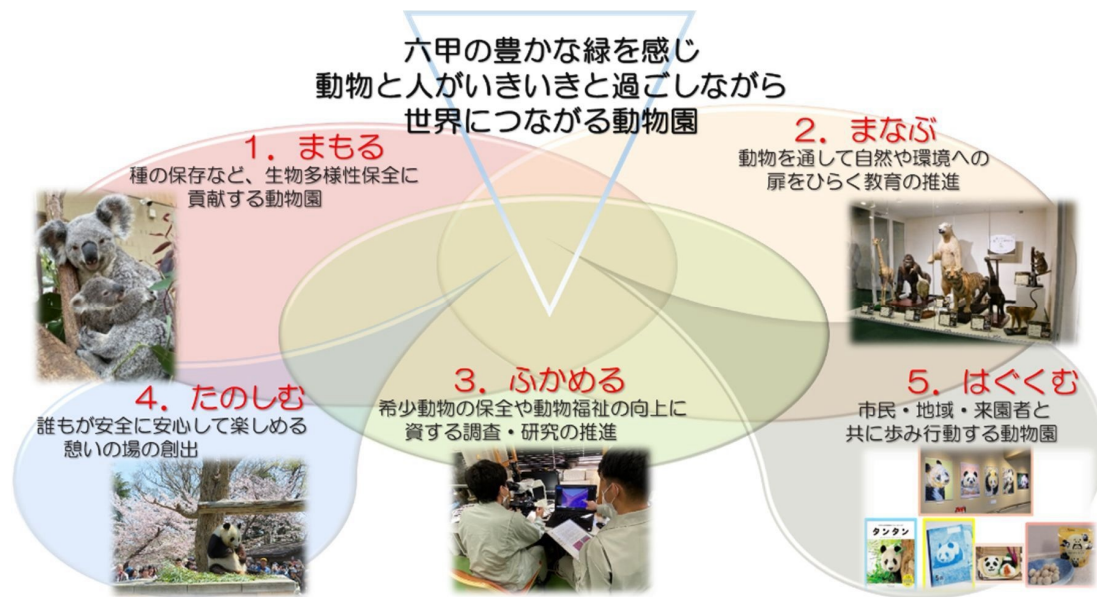 六甲の豊かな緑を感じ
動物と人がいきいきと過ごしながら
世界につながる動物園
1．まもる
種の保存など、生物多様性保全に
貢献する動物園
2．まなぶ
動物を通して自然や環境への
扉をひらく教育の推進
3．ふかめる
希少動物の保全や動物福祉の向上に
資する調査・研究の推進
4．たのしむ
誰もが安全に安心して楽しめる
憩いの場の創出
5．はぐくむ
市民・地域・来園者と
共に歩み行動する動物園
タンタン